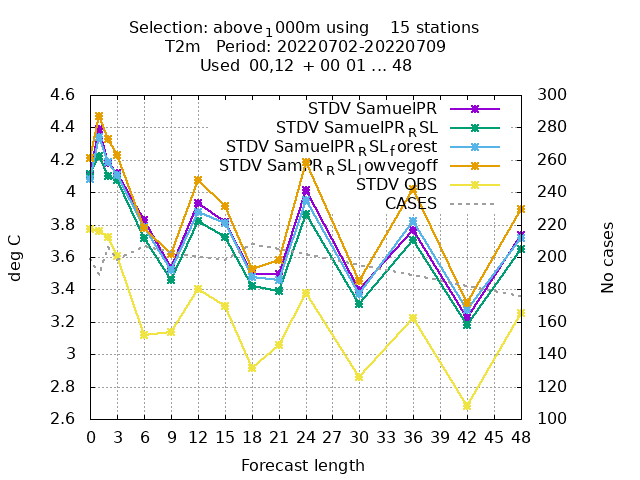 Selection: above 1000m using    15 stations
T2m   Period: 20220702-20220709
Used  00,12  + 00 01 ... 48
STDV SamuelPR
STDV SamuelPR_RSL
STDV SamuelPR_RSL_forest
STDV SamPR_RSL_lowvegoff
STDV OBS
CASES
4.6
4.4
4.2
4
3.8
3.6
3.4
3.2
3
2.8
2.6
deg C
300
280
260
240
220
200
180
160
140
120
100
No cases
0 3 6 9 12 15 18 21 24 27 30 33 36 39 42 45 48
Forecast length